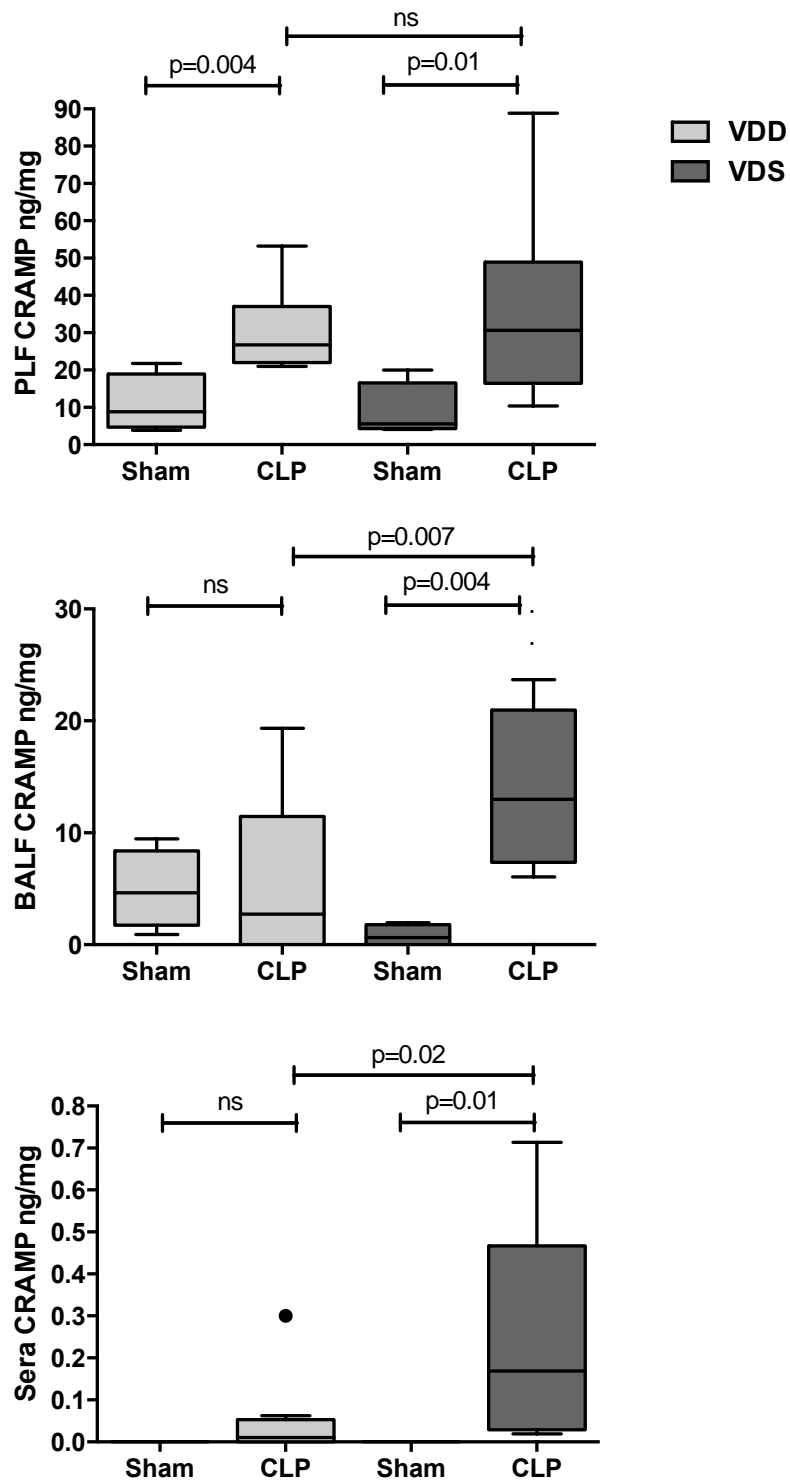 ns
p=0.004
p=0.01
90
80
70
60
50
40
30
20
10
0
PLF CRAMP ng/mg
Sham
CLP
Sham
CLP
VDD
VDS
p=0.007
ns
p=0.004
30
20
10
0
BALF CRAMP ng/mg
Sham
CLP
Sham
CLP
p=0.02
ns
p=0.01
0.8
0.7
0.6
0.5
0.4
0.3
0.2
0.1
0.0
Sera CRAMP ng/mg
Sham
CLP
Sham
CLP